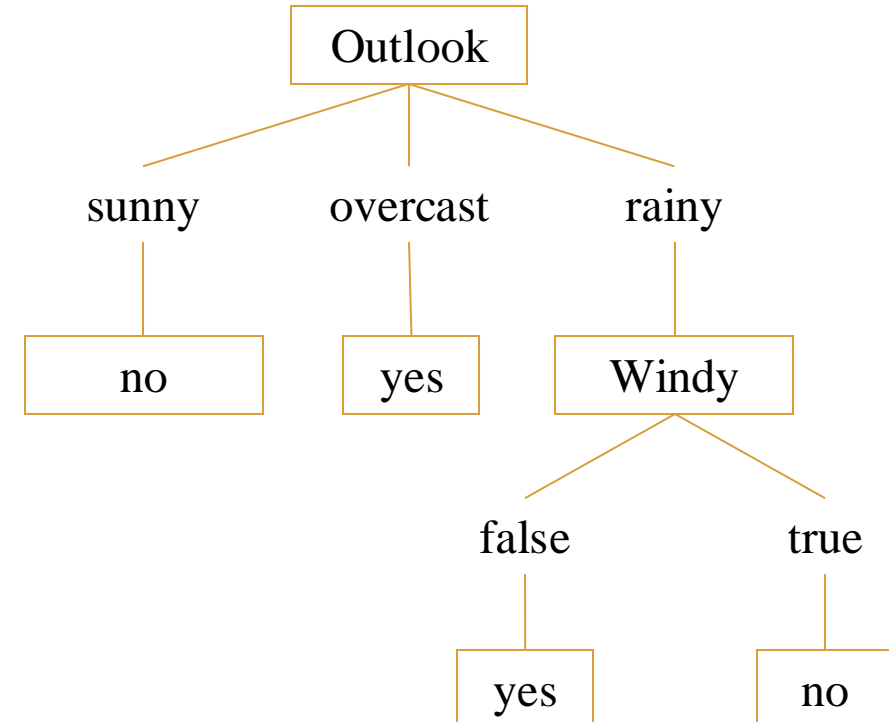 Outlook
sunny overcast rainy
no yes Windy
false true
yes no